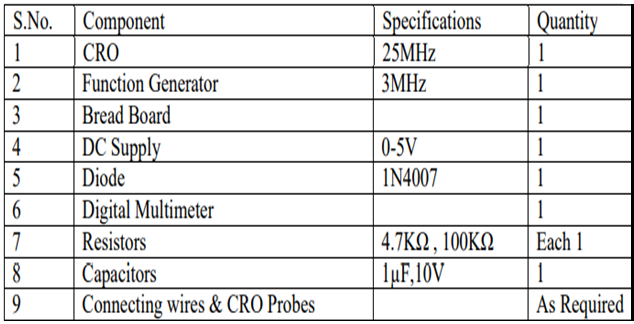 S.No. Component Specifications Quantity
1 CRO 25MHz 1
2 Function Generator 3MHz 1
3 Bread Board 1
4 DC Supply 0-5V 1
5 Diode 1N4007 1
6 Digital Multimeter 1
7 Resistors 4.7KΩ , 100KΩ Each 1
8 Capacitors 1µF,10V 1
9 Connecting wires & CRO Probes As Required